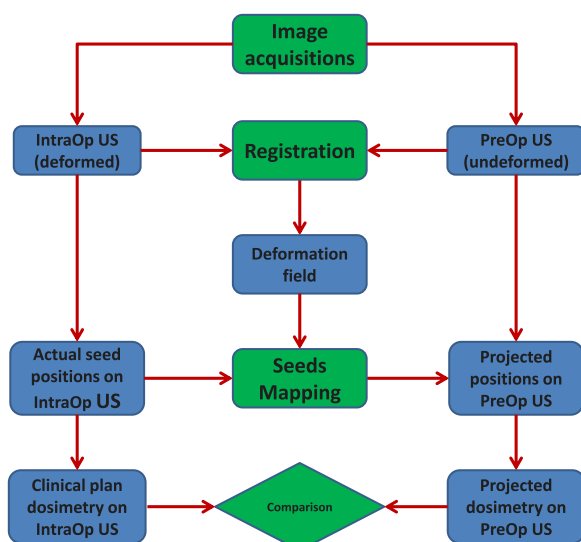 Image
acquisitions
IntraOp US
(deformed)
Registration
PreOp US
(undeformed)
Deformation
field
Actual seed
positions on
IntraOp US
Seeds
Mapping
Projected
positions on
PreOp US
Clinical plan
dosimetry on
IntraOp US
Comparison
Projected
dosimetry on
PreOp US